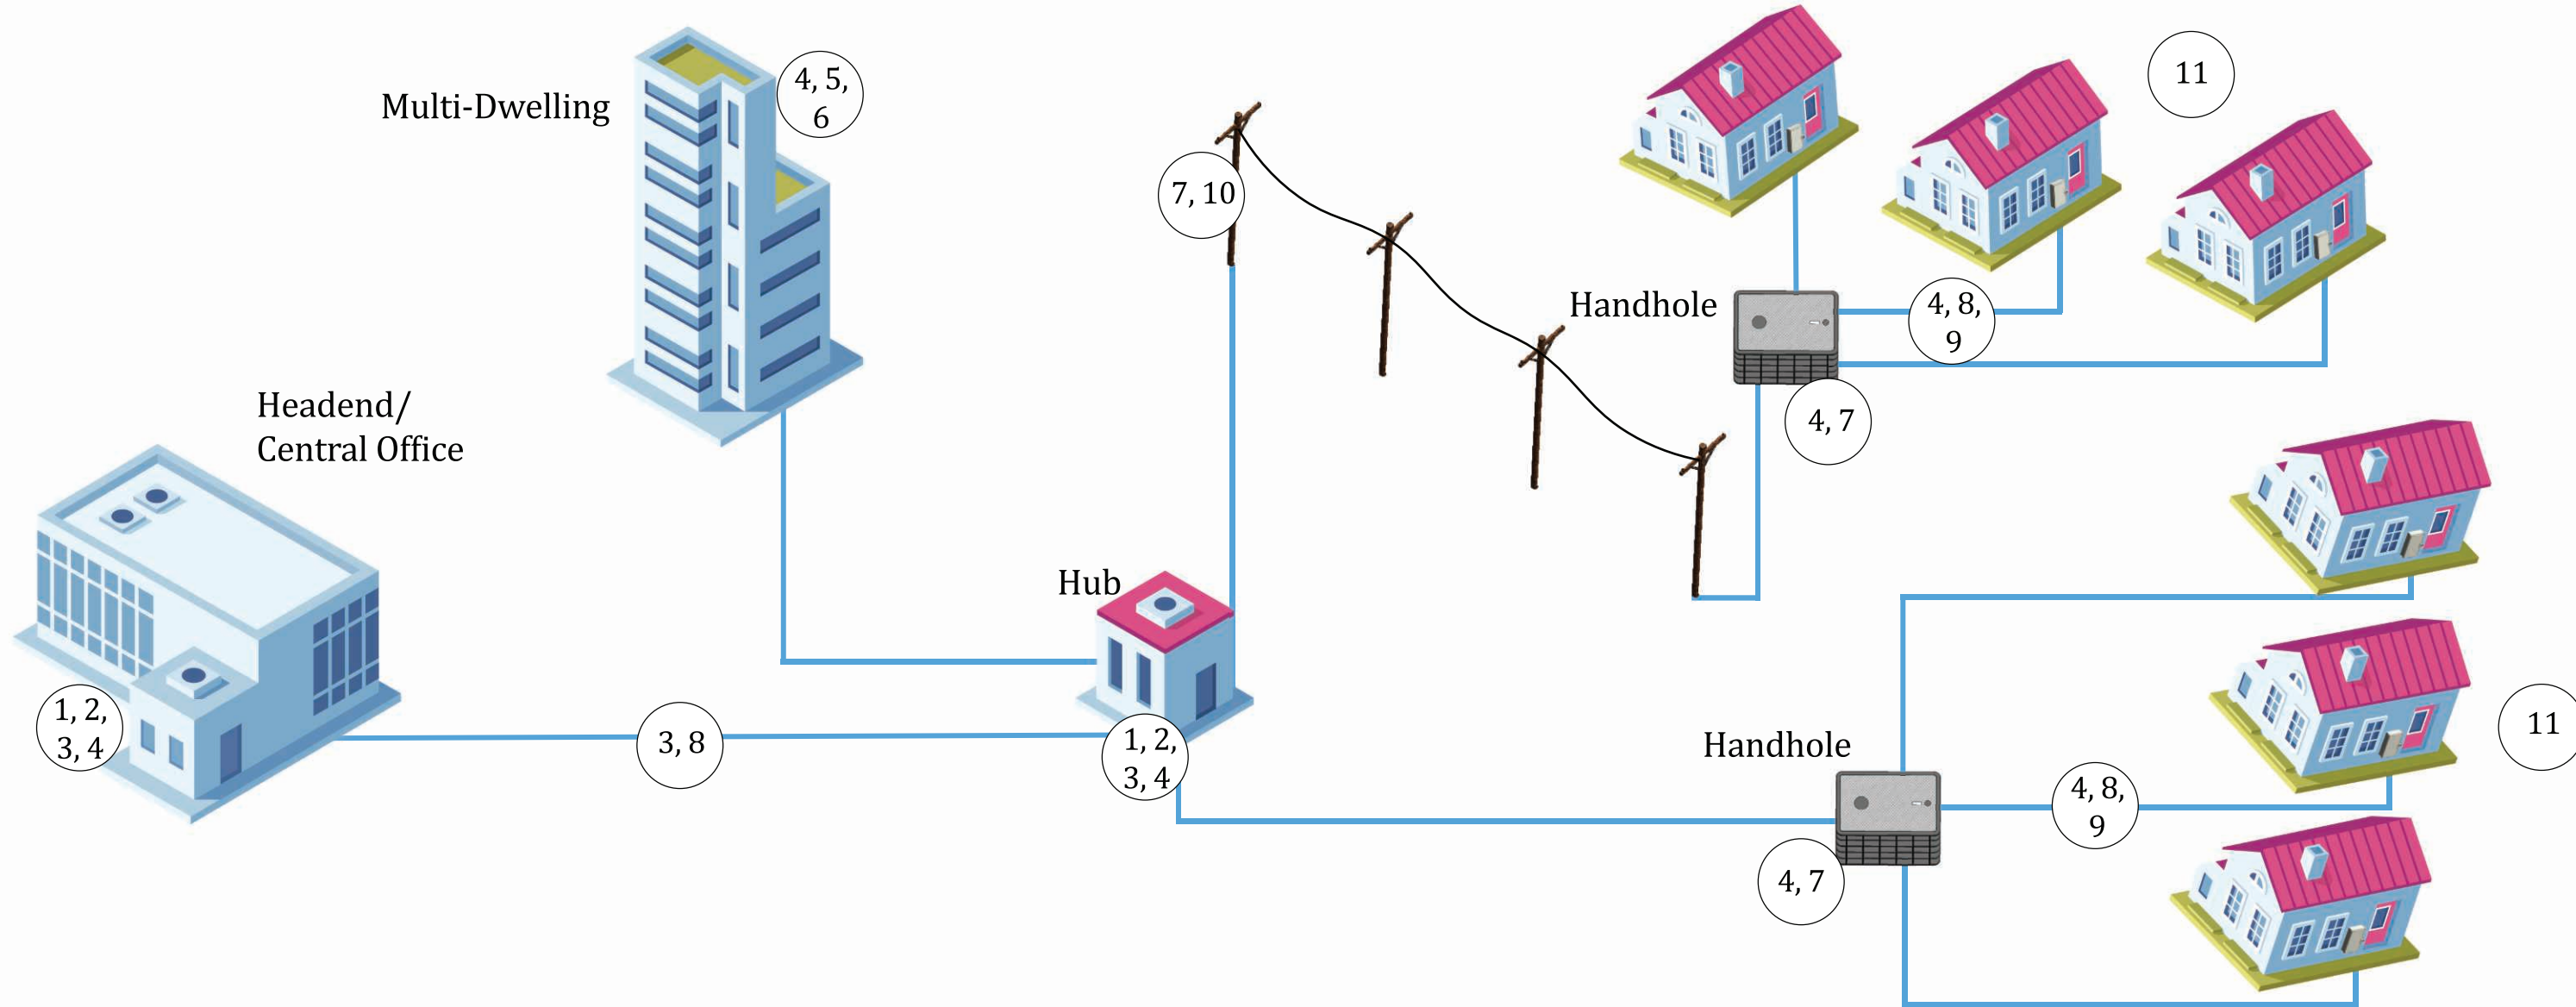 Multi-Dwelling
4, 5,
6
11
7, 10
Handhole
4, 8,
9
4, 7
Headend/
Central Office
Hub
1, 2,
3, 4
3, 8
1, 2,
3, 4
Handhole
4, 8,
9
11
4, 7